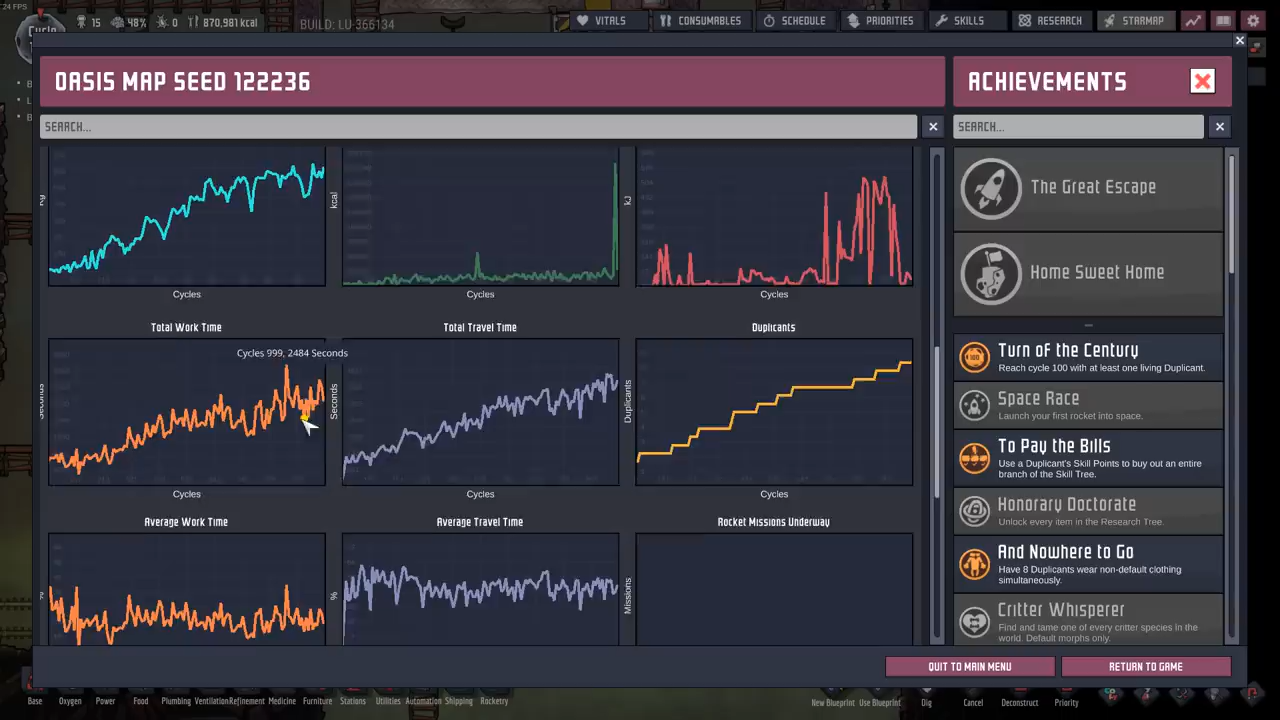 24 FPS
15 48% 0 870,981 kcal
BUILD: LU-366134
VITALS
CONSUMABLES
SCHEDULE
PRIORITIES
SKILLS
RESEARCH
STARMAP
Cycle
OASIS MAP SEED 122236
ACHIEVEMENTS
SEARCH...
SEARCH...
kcal
kJ
Cycles
Cycles
Cycles
Total Work Time
Total Travel Time
Duplicants
Cycles 999, 2484 Seconds
Seconds
Seconds
Duplicants
Cycles
Cycles
Cycles
Average Work Time
Average Travel Time
Rocket Missions Underway
%
Missions
The Great Escape
Home Sweet Home
Turn of the Century
Reach cycle 100 with at least one living Duplicant.
Space Race
Launch your first rocket into space.
To Pay the Bills
Use a Duplicant's Skill Points to buy out an entire
branch of the Skill Tree.
Honorary Doctorate
Unlock every item in the Research Tree.
And Nowhere to Go
Have 8 Duplicants wear non-default clothing
simultaneously.
Critter Whisperer
Find and tame one of every critter species in the
world. Default morphs only.
QUIT TO MAIN MENU
RETURN TO GAME
Base Oxygen Power Food Plumbing Ventilation Refinement Medicine Furniture Stations Utilities Automation Shipping Rocketry
New Blueprint Use Blueprint Dig Cancel Deconstruct Priority